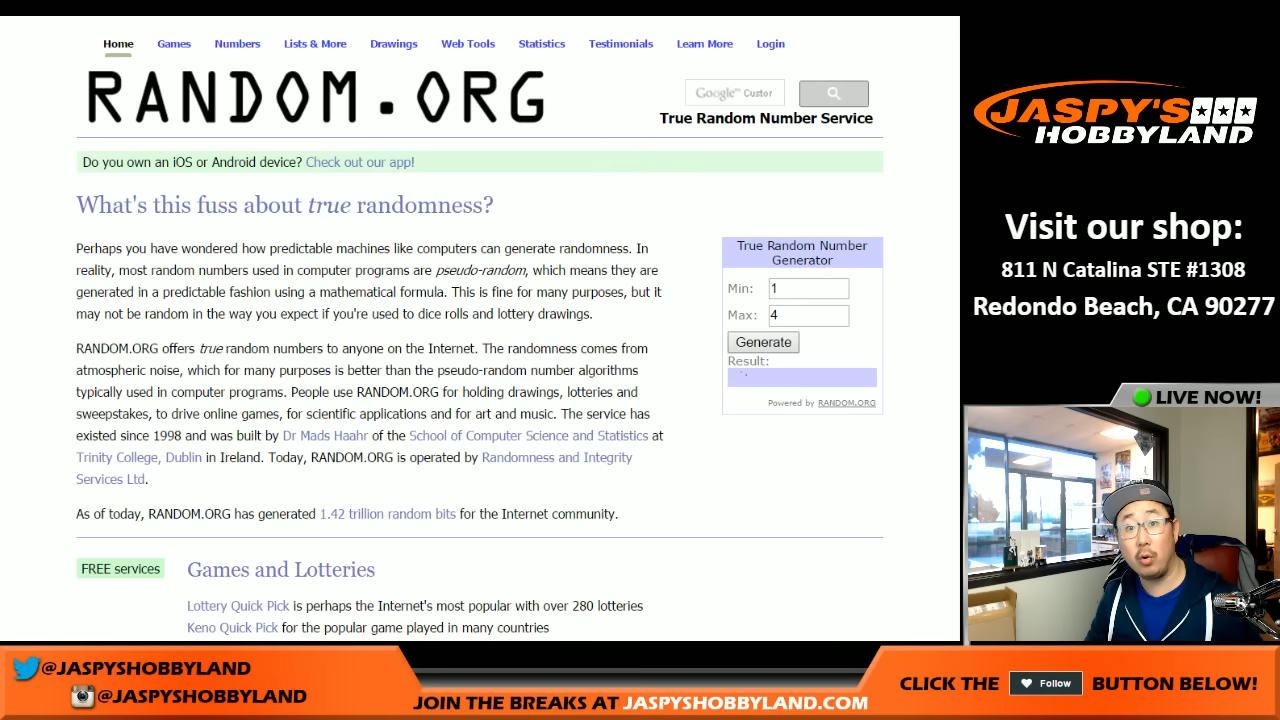 Home Games Numbers Lists & More Drawings Web Tools Statistics Testimonials Learn More Login
RANDOM.ORG
Google™ Custor
True Random Number Service
Do you own an iOS or Android device? Check out our app!
What's this fuss about true randomness?
Perhaps you have wondered how predictable machines like computers can generate randomness. In
reality, most random numbers used in computer programs are pseudo-random, which means they are
generated in a predictable fashion using a mathematical formula. This is fine for many purposes, but it
may not be random in the way you expect if you're used to dice rolls and lottery drawings.
RANDOM.ORG offers true random numbers to anyone on the Internet. The randomness comes from
atmospheric noise, which for many purposes is better than the pseudo-random number algorithms
typically used in computer programs. People use RANDOM.ORG for holding drawings, lotteries and
sweepstakes, to drive online games, for scientific applications and for art and music. The service has
existed since 1998 and was built by Dr Mads Haahr of the School of Computer Science and Statistics at
Trinity College, Dublin in Ireland. Today, RANDOM.ORG is operated by Randomness and Integrity
Services Ltd.
As of today, RANDOM.ORG has generated 1.42 trillion random bits for the Internet community.
True Random Number
Generator
Min: 1
Max: 4
Generate
Result:
Powered by RANDOM.ORG
FREE services
Games and Lotteries
Lottery Quick Pick is perhaps the Internet's most popular with over 280 lotteries
Keno Quick Pick for the popular game played in many countries
JASPY'S
HOBBYLAND
Visit our shop:
811 N Catalina STE #1308
Redondo Beach, CA 90277
LIVE NOW!
@JASPYSHOBBYLAND
@JASPYSHOBBYLAND
JOIN THE BREAKS AT JASPYSHOBBYLAND.COM
CLICK THE Follow BUTTON BELOW!